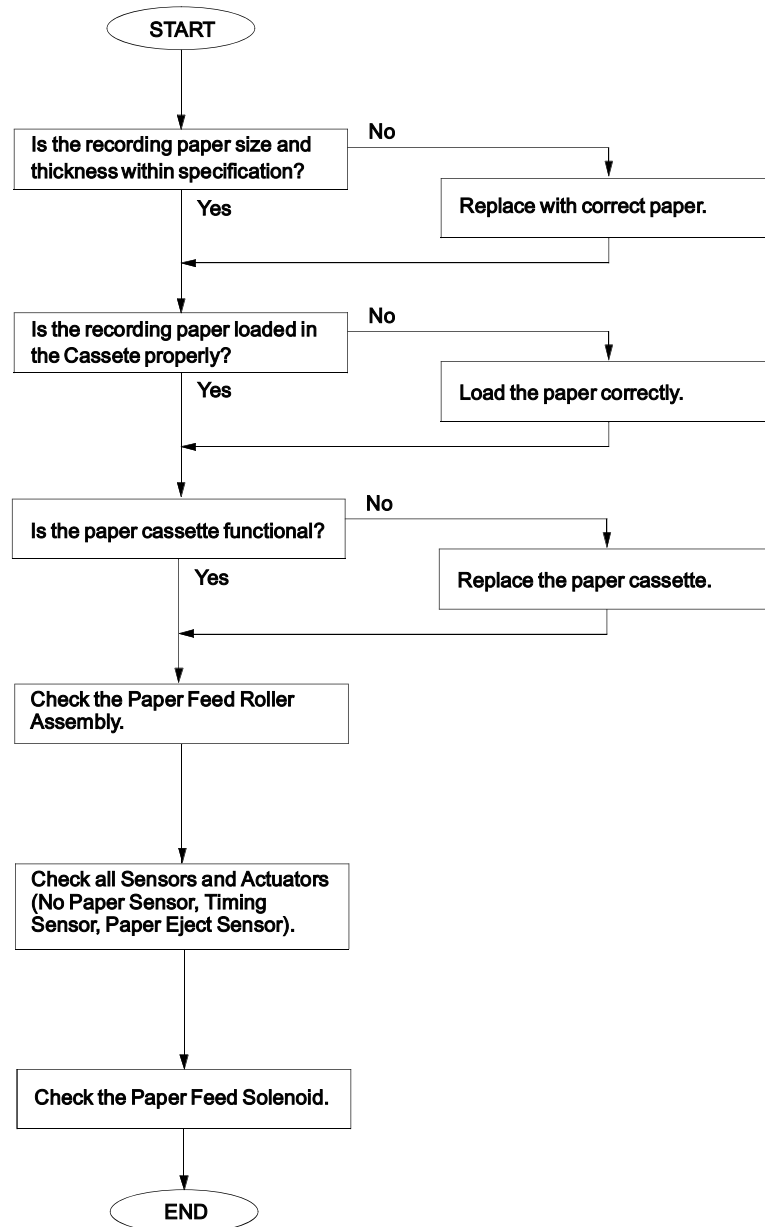 START
Is the recording paper size and
thickness within specification?
No
Replace with correct paper.
Yes
Is the recording paper loaded in
the Cassete properly?
No
Load the paper correctly.
Yes
Is the paper cassette functional?
No
Replace the paper cassette.
Yes
Check the Paper Feed Roller
Assembly.
Check all Sensors and Actuators
(No Paper Sensor, Timing
Sensor, Paper Eject Sensor).
Check the Paper Feed Solenoid.
END